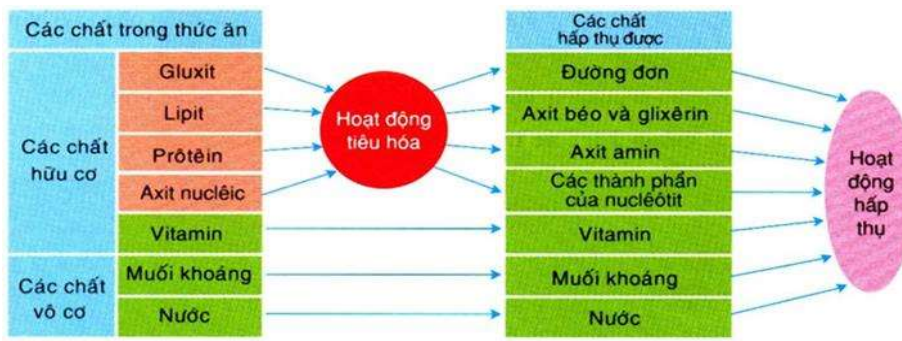 Các chất trong thức ăn
Các chất
hữu cơ
Gluxit
Lipit
Prôtêin
Axit nuclêic
Vitamin
Các chất
vô cơ
Muối khoáng
Nước
Hoạt động
tiêu hóa
Các chất
hấp thụ được
Đường đơn
Axit béo và glixêrin
Axit amin
Các thành phần
của nuclêôtit
Vitamin
Muối khoáng
Nước
Hoạt
động
hấp
thụ